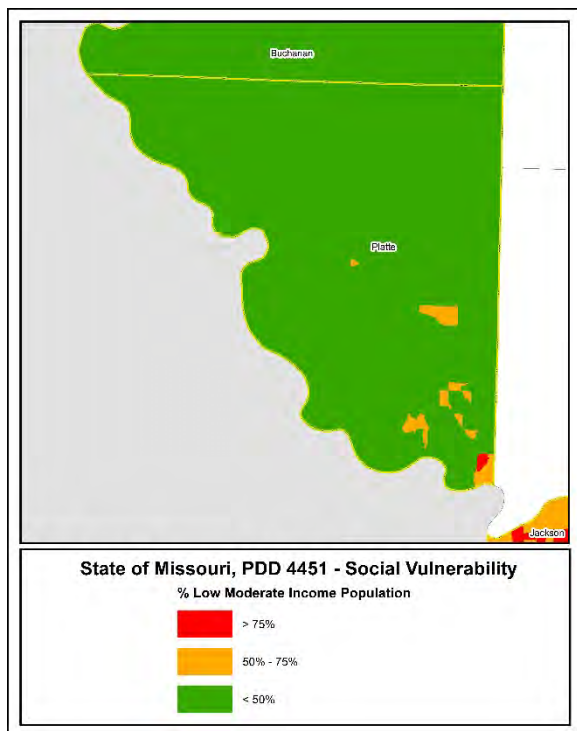 Buchanan
Platte
Jackson
State of Missouri, PDD 4451 - Social Vulnerability
% Low Moderate Income Population
> 75%
50% - 75%
< 50%